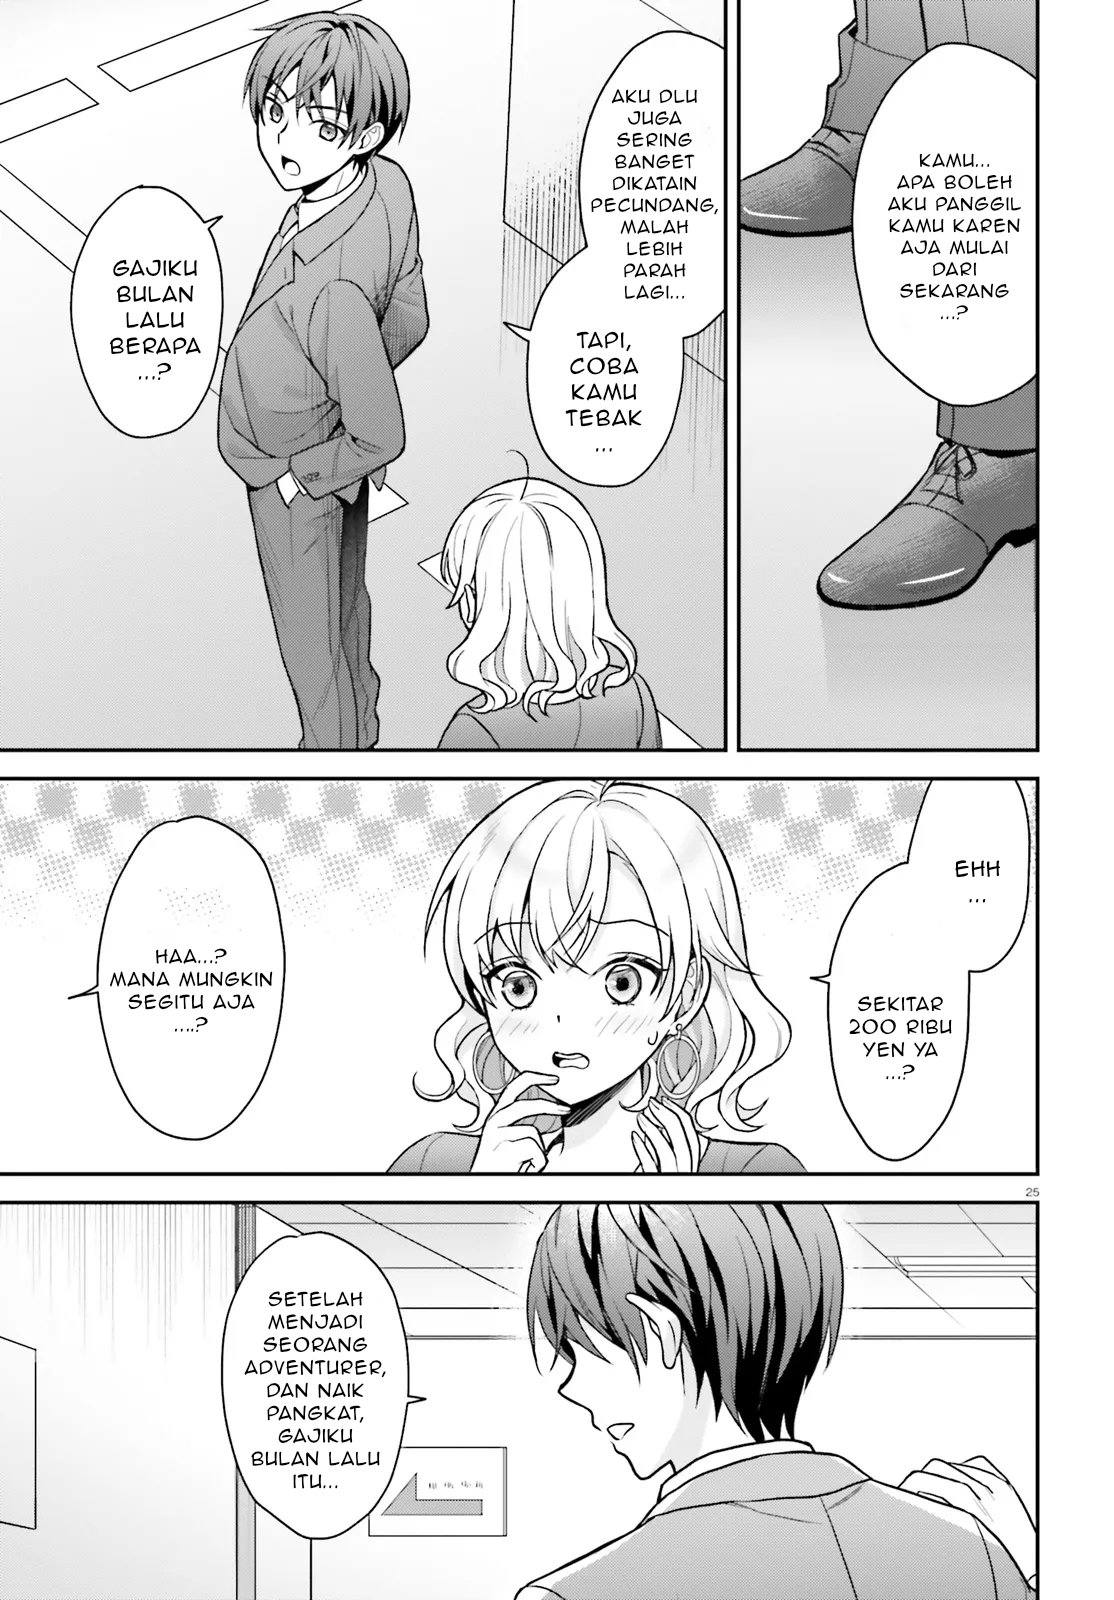 KAMU...
APA BOLEH
AKU PANGGIL
KAMU KAREN
AJA MULAI
DARI
SEKARANG
...?
AKU DLU
JUGA
SERING
BANGET
DIKATAIN
PECUNDANG,
MALAH
LEBIH
PARAH
LAGI...
TAPI,
COBA
KAMU
TEBAK
...
GAJIKU
BULAN
LALU
BERAPA
...?
EHH
...
SEKITAR
200 RIBU
YEN YA
...?
HAA...?
MANA MUNGKIN
SEGITU AJA
....?
25
SETELAH
MENJADI
SEORANG
ADVENTURER,
DAN NAIK
PANGKAT,
GAJIKU
BULAN LALU
ITU...